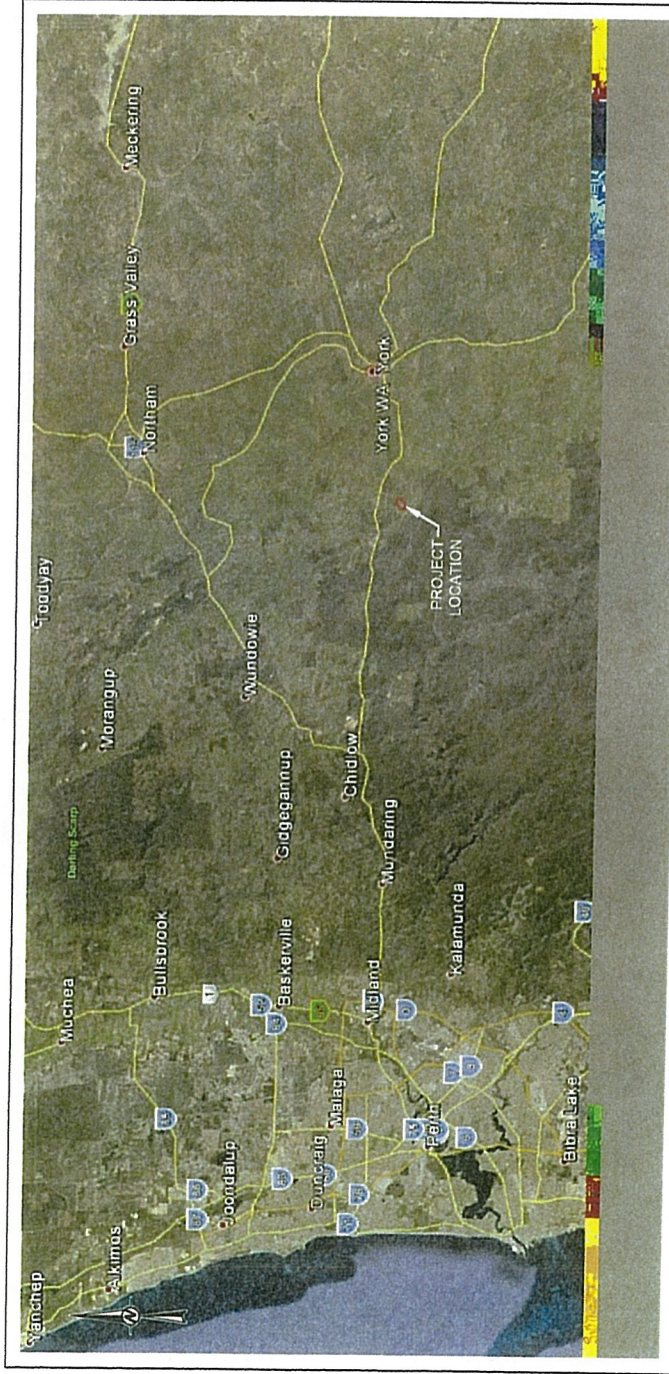 Yanchep
Alkimos
Muchea
Toodyay
Darling Scarp
Morangup
Bullsbrook
Northam
Grass Valley
Meckering
1
Joondalup
Wundowie
Gidgegannup
Baskerville
Duncraig
Malaga
Midland
Chidlow
Mundaring
York WA
York
PROJECT
LOCATION
Perth
Kalamunda
Bibra Lake
N